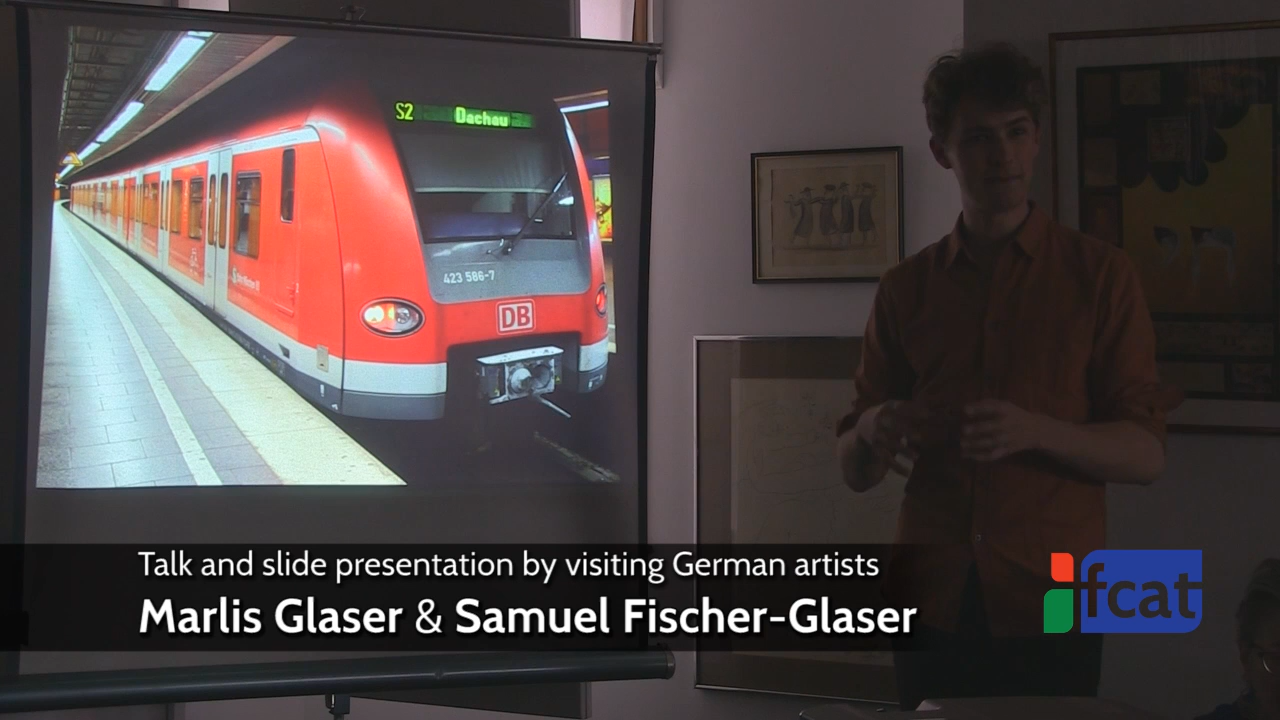 S2 Dachau
423 586-7
DB
Talk and slide presentation by visiting German artists
Marlis Glaser & Samuel Fischer-Glaser
fcat